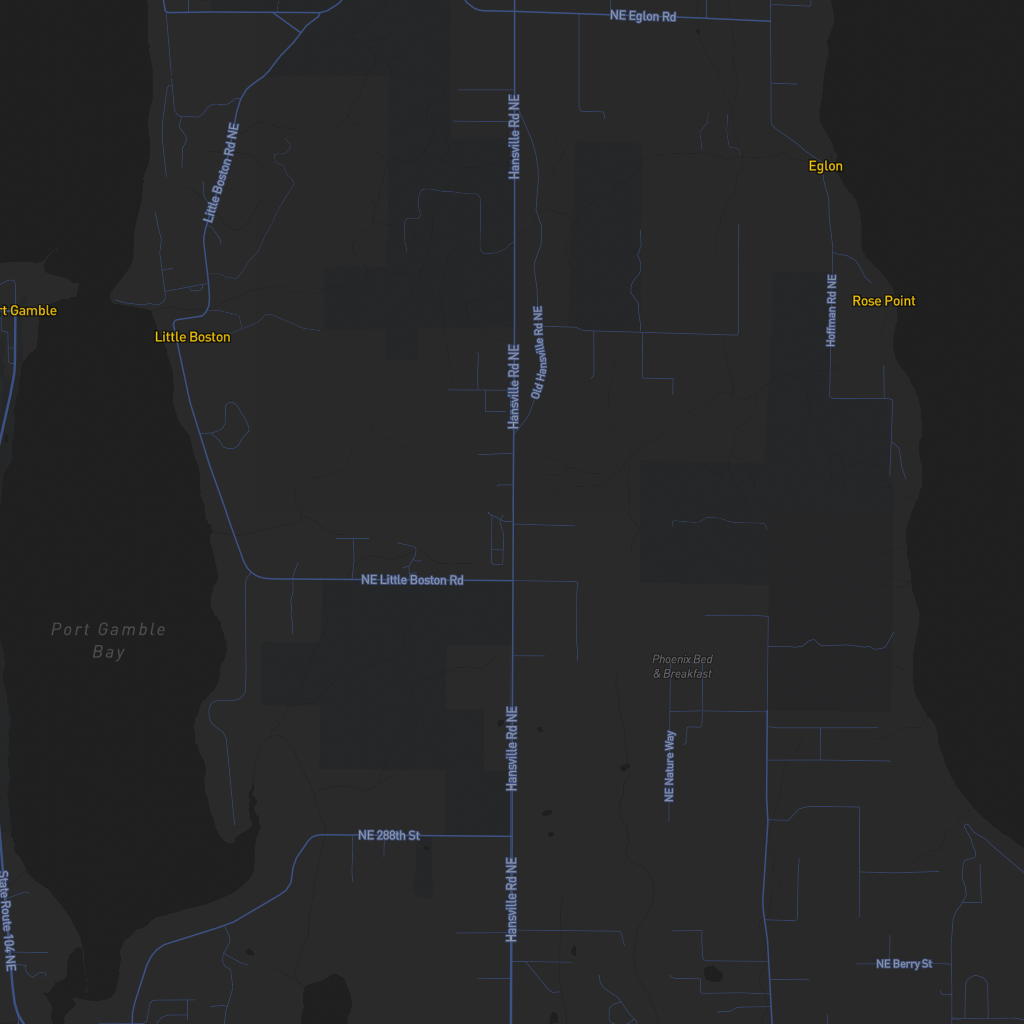 NE Eglon Rd
Hansville Rd NE
Little Boston Rd NE
Eglon
rt Gamble
Little Boston
Old Hansville Rd NE
Hansville Rd NE
Hoffman Rd NE
Rose Point
NE Little Boston Rd
Port Gamble
Bay
Phoenix Bed
& Breakfast
Hansville Rd NE
NE Nature Way
NE 288th St
Hansville Rd NE
State Route 104 NE
NE Berry St